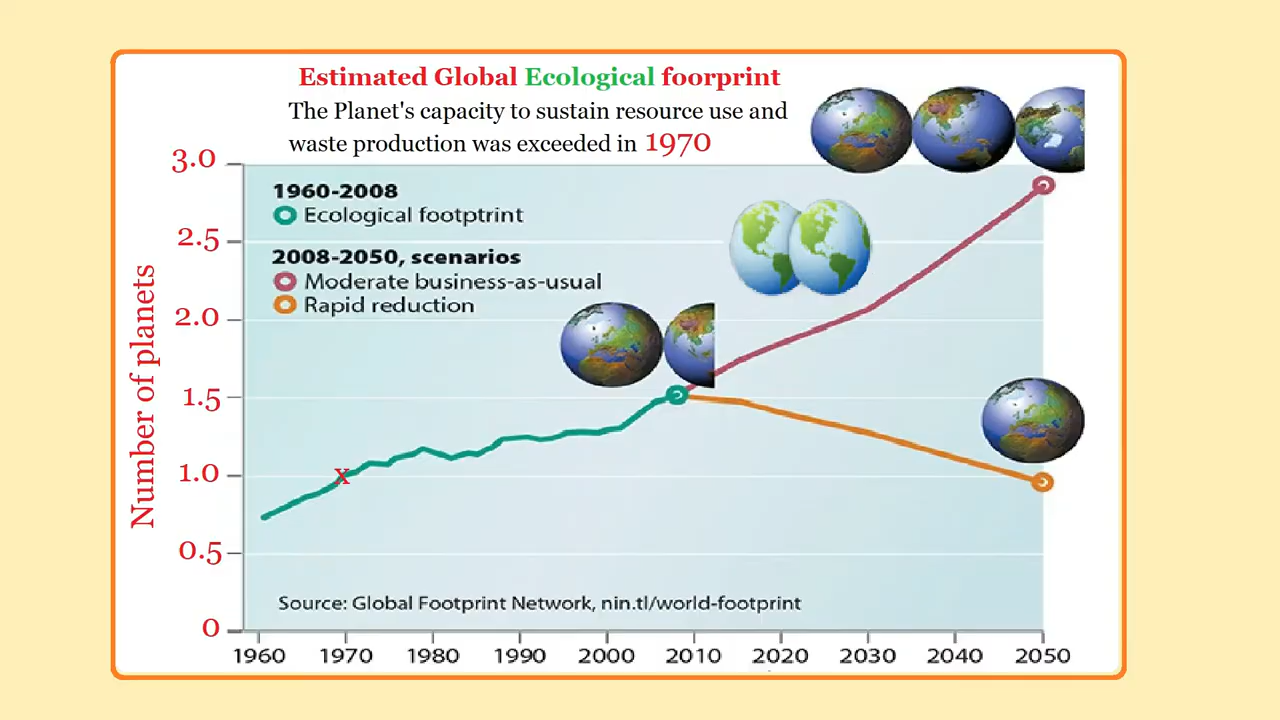 Estimated Global Ecological foorprint
The Planet's capacity to sustain resource use and
waste production was exceeded in 1970
3.0
1960-2008
Ecological footptrint
2.5
2008-2050, scenarios
Moderate business-as-usual
2.0
Rapid reduction
Number of planets
1.5
1.0
x
0.5
Source: Global Footprint Network, nin.tl/world-footprint
0
1960 1970 1980 1990 2000 2010 2020 2030 2040 2050